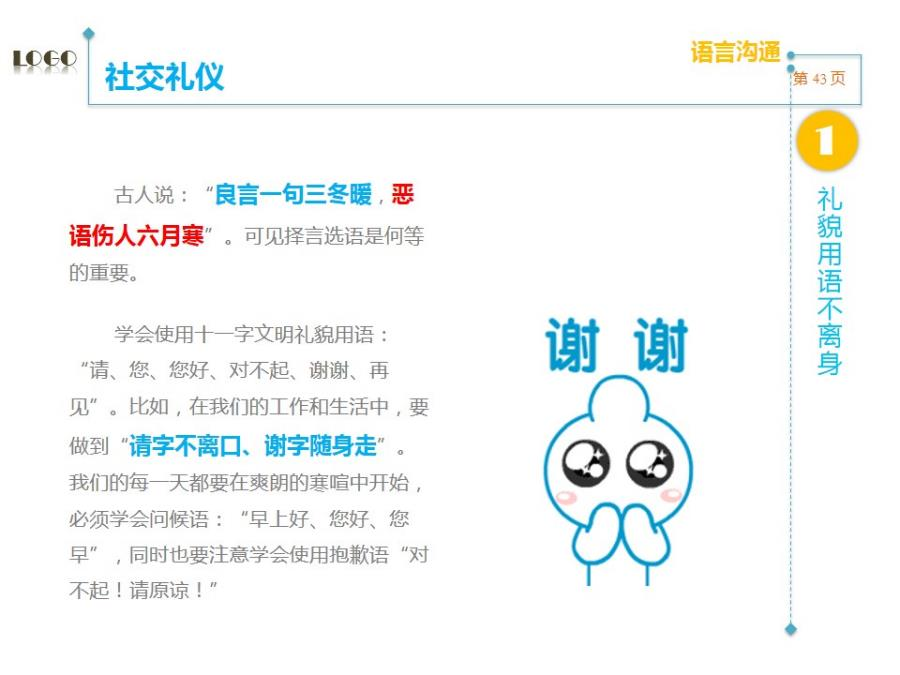 LOGO
社交礼仪
语言沟通
第 43 页
1
礼貌用语不离身
古人说：“良言一句三冬暖，恶
语伤人六月寒”。可见择言选语是何等
的重要。
学会使用十一字文明礼貌用语：
“请、您、您好、对不起、谢谢、再
见”。比如，在我们的工作和生活中，要
做到“请字不离口、谢字随身走”。
我们的每一天都要在爽朗的寒喧中开始，
必须学会问候语：“早上好、您好、您
早”，同时也要注意学会使用抱歉语“对
不起！请原谅！”
谢 谢